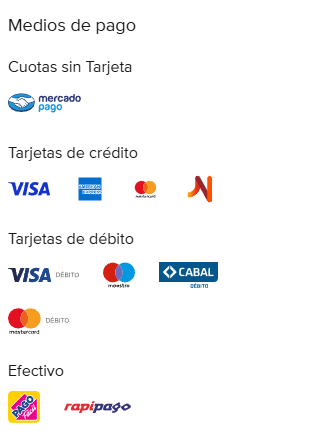 Medios de pago
Cuotas sin Tarjeta
mercado
pago
Tarjetas de crédito
VISA AMERICAN EXPRESS mastercard N
Tarjetas de débito
VISA DÉBITO maestro CABAL DÉBITO
mastercard DÉBITO
Efectivo
PAGO fácil rapipago